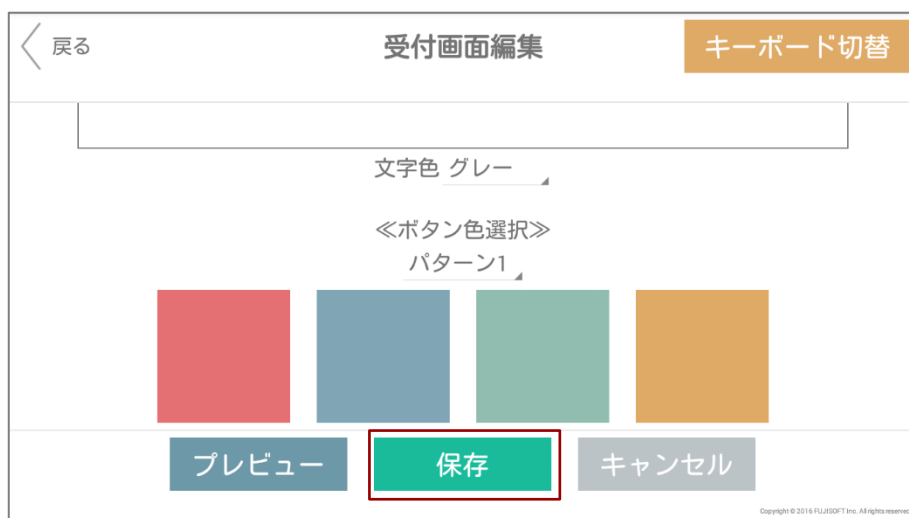 戻る
受付画面編集
キーボード切替
文字色 グレー
≪ボタン色選択≫
パターン1
プレビュー
保存
キャンセル
Copyright © 2016 FUJISOFT Inc. All rights reserved